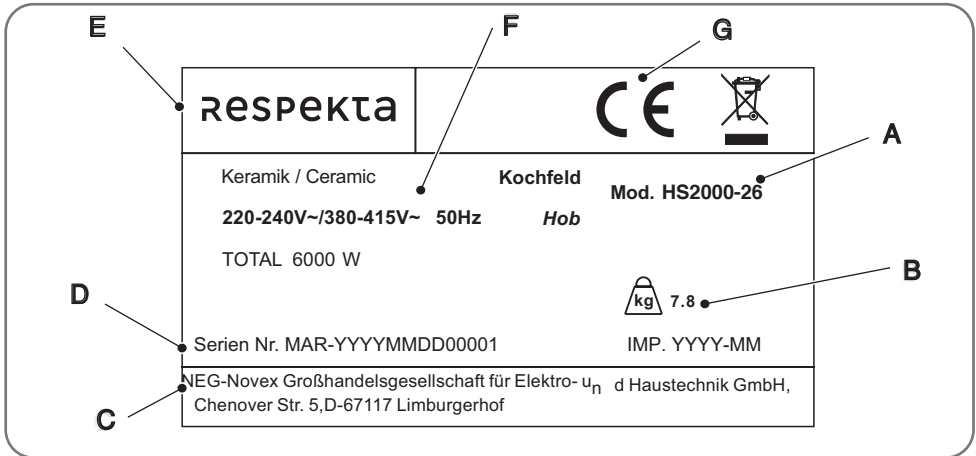 E
F
G
Respekta
CE
A
Keramik / Ceramic Kochfeld
Mod. HS2000-26
220-240V~/380-415V~ 50Hz Hob
TOTAL 6000 W
B
kg 7.8
D
Serien Nr. MAR-YYYYMMDD00001 IMP. YYYY-MM
NEG-Novex Großhandelsgesellschaft für Elektro- un d Haustechnik GmbH,
C
Chenover Str. 5,D-67117 Limburgerhof